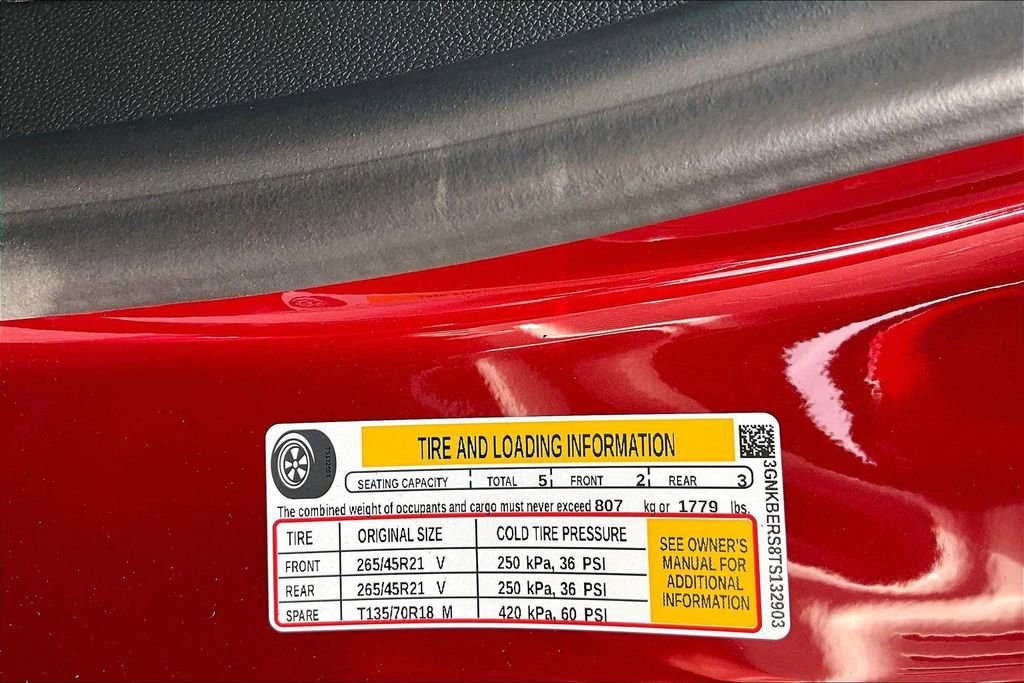 TIRE AND LOADING INFORMATION
SEATING CAPACITY TOTAL 5 FRONT 2 REAR 3
The combined weight of occupants and cargo must never exceed 807 kg or 1779 lbs.
TIRE ORIGINAL SIZE COLD TIRE PRESSURE
FRONT 265/45R21 V 250 kPa, 36 PSI
REAR 265/45R21 V 250 kPa, 36 PSI
SPARE T135/70R18 M 420 kPa, 60 PSI
SEE OWNER'S
MANUAL FOR
ADDITIONAL
INFORMATION
3GNKBERS8TS132903